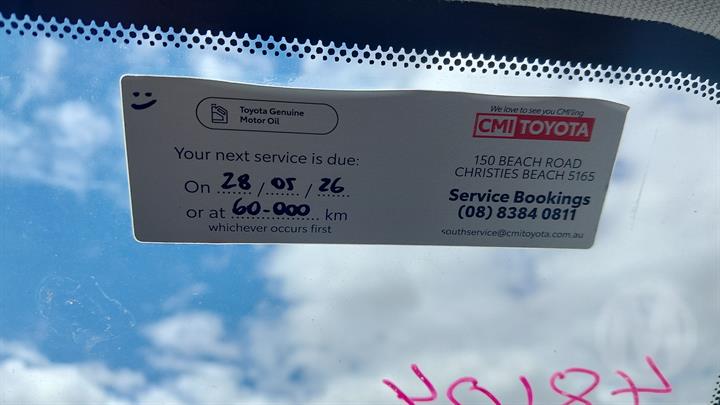 Toyota Genuine
Motor Oil
Your next service is due:
On 28 / 05 / 26
or at 60-000 km
whichever occurs first
We love to see you CMI'ing
CMI TOYOTA
150 BEACH ROAD
CHRISTIES BEACH 5165
Service Bookings
(08) 8384 0811
southservice@cmitoyota.com.au